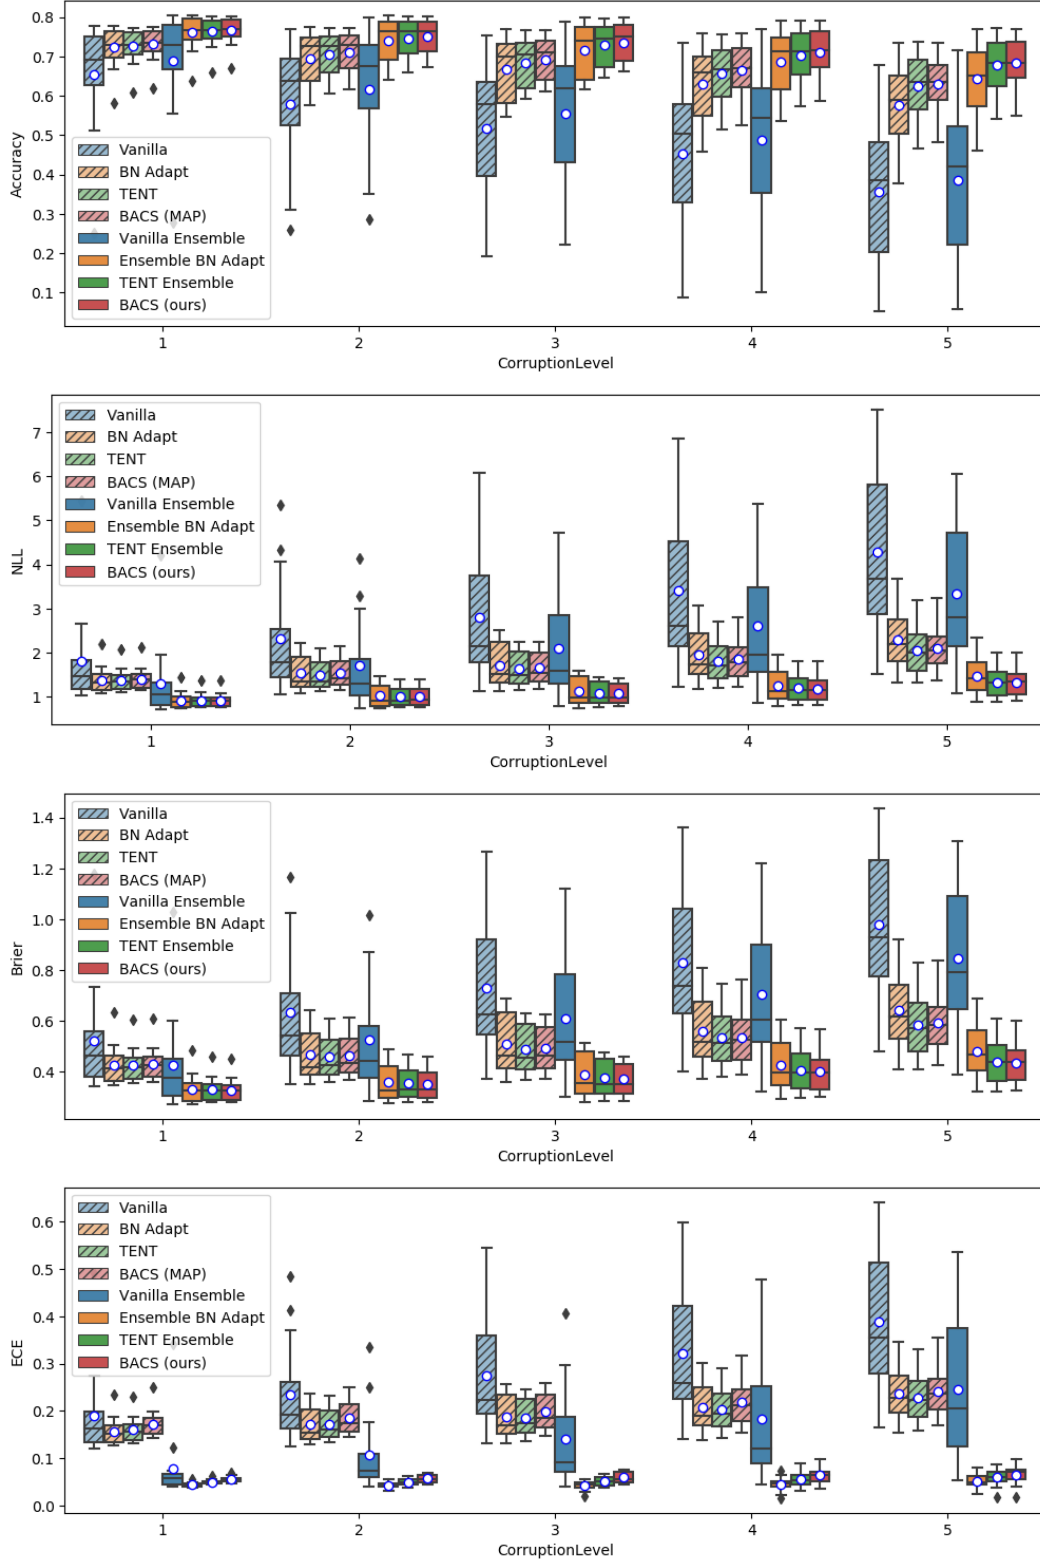 0.8
0.7
0.6
0.5
0.4
0.3
0.2
0.1
Accuracy
Vanilla
BN Adapt
TENT
BACS (MAP)
Vanilla Ensemble
Ensemble BN Adapt
TENT Ensemble
BACS (ours)
1 2 3 4 5
CorruptionLevel
7
6
5
4
3
2
1
NLL
Vanilla
BN Adapt
TENT
BACS (MAP)
Vanilla Ensemble
Ensemble BN Adapt
TENT Ensemble
BACS (ours)
1 2 3 4 5
CorruptionLevel
1.4
1.2
1.0
0.8
0.6
0.4
Brier
Vanilla
BN Adapt
TENT
BACS (MAP)
Vanilla Ensemble
Ensemble BN Adapt
TENT Ensemble
BACS (ours)
1 2 3 4 5
CorruptionLevel
0.6
0.5
0.4
0.3
0.2
0.1
0.0
ECE
Vanilla
BN Adapt
TENT
BACS (MAP)
Vanilla Ensemble
Ensemble BN Adapt
TENT Ensemble
BACS (ours)
1 2 3 4 5
CorruptionLevel